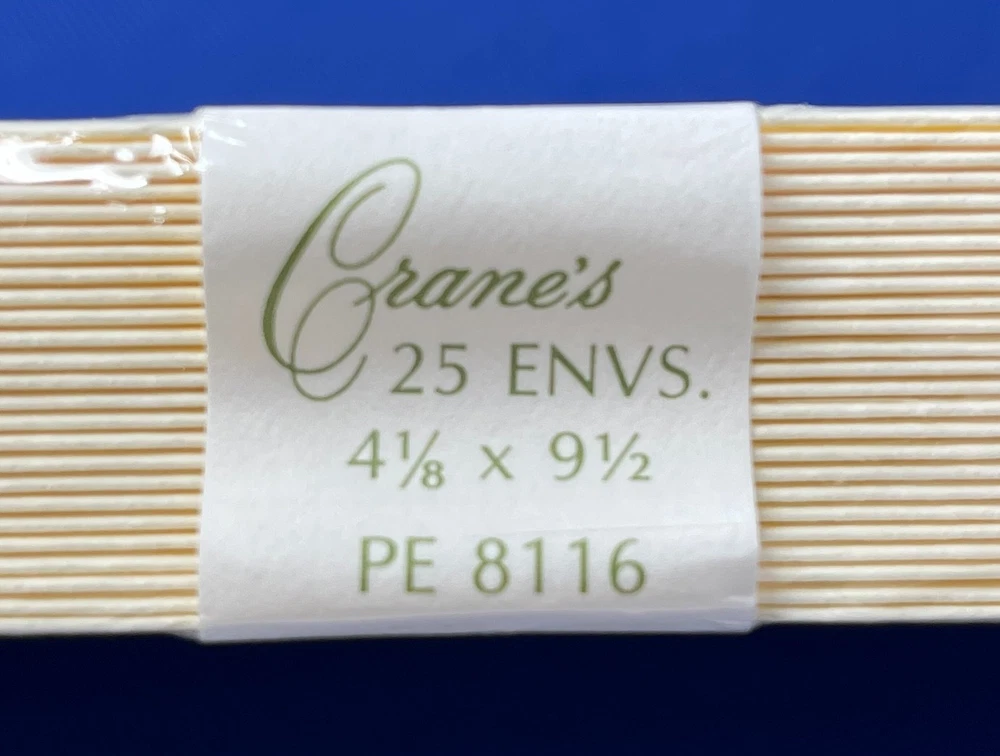 Crane's
25 ENVS.
4⅛ x 9½
PE 8116